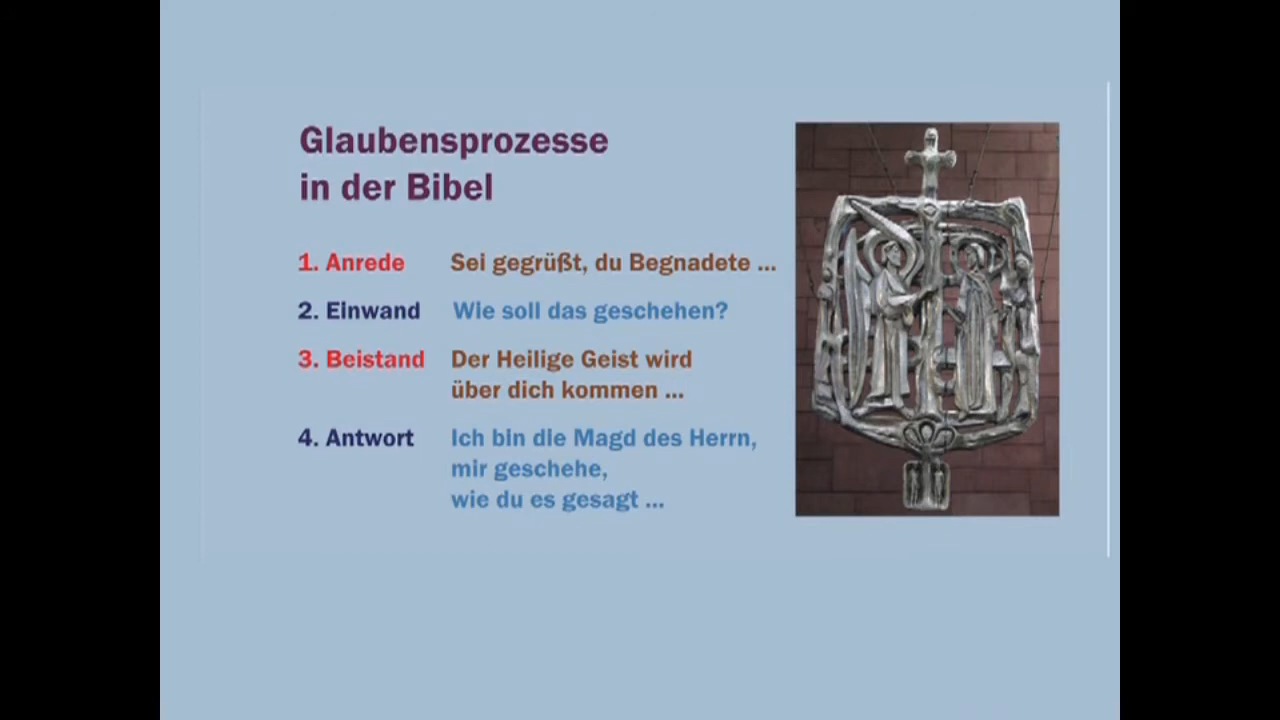 Glaubensprozesse
in der Bibel
1. Anrede Sei gegrüßt, du Begnadete ...
2. Einwand Wie soll das geschehen?
3. Beistand Der Heilige Geist wird
über dich kommen ...
4. Antwort Ich bin die Magd des Herrn,
mir geschehe,
wie du es gesagt ...